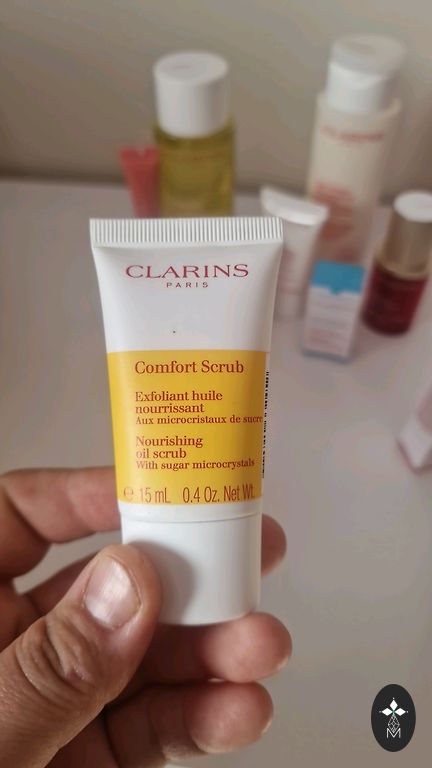 CLARINS
PARIS
Comfort Scrub
Exfoliant huile
nourrissant
Aux microcristaux de sucre
Nourishing
oil scrub
With sugar microcrystals
e 15 mL 0.4 Oz. Net Wt.
CLARINS
M